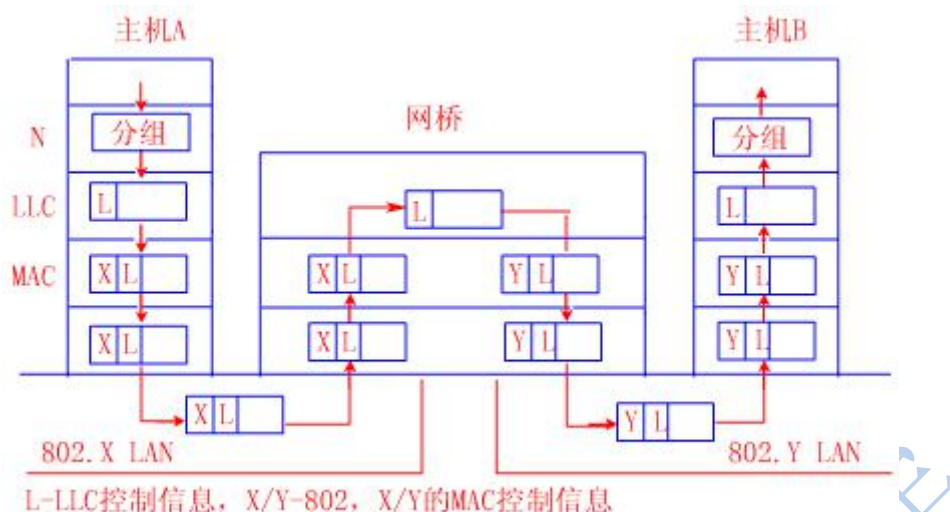 主机A
主机B
网桥
N
分组
分组
LLC
L
L
L
MAC
X L
X L
Y L
Y L
X L
X L
Y L
Y L
X L
Y L
802.X LAN
802.Y LAN
L-LLC控制信息，X/Y-802，X/Y的MAC控制信息